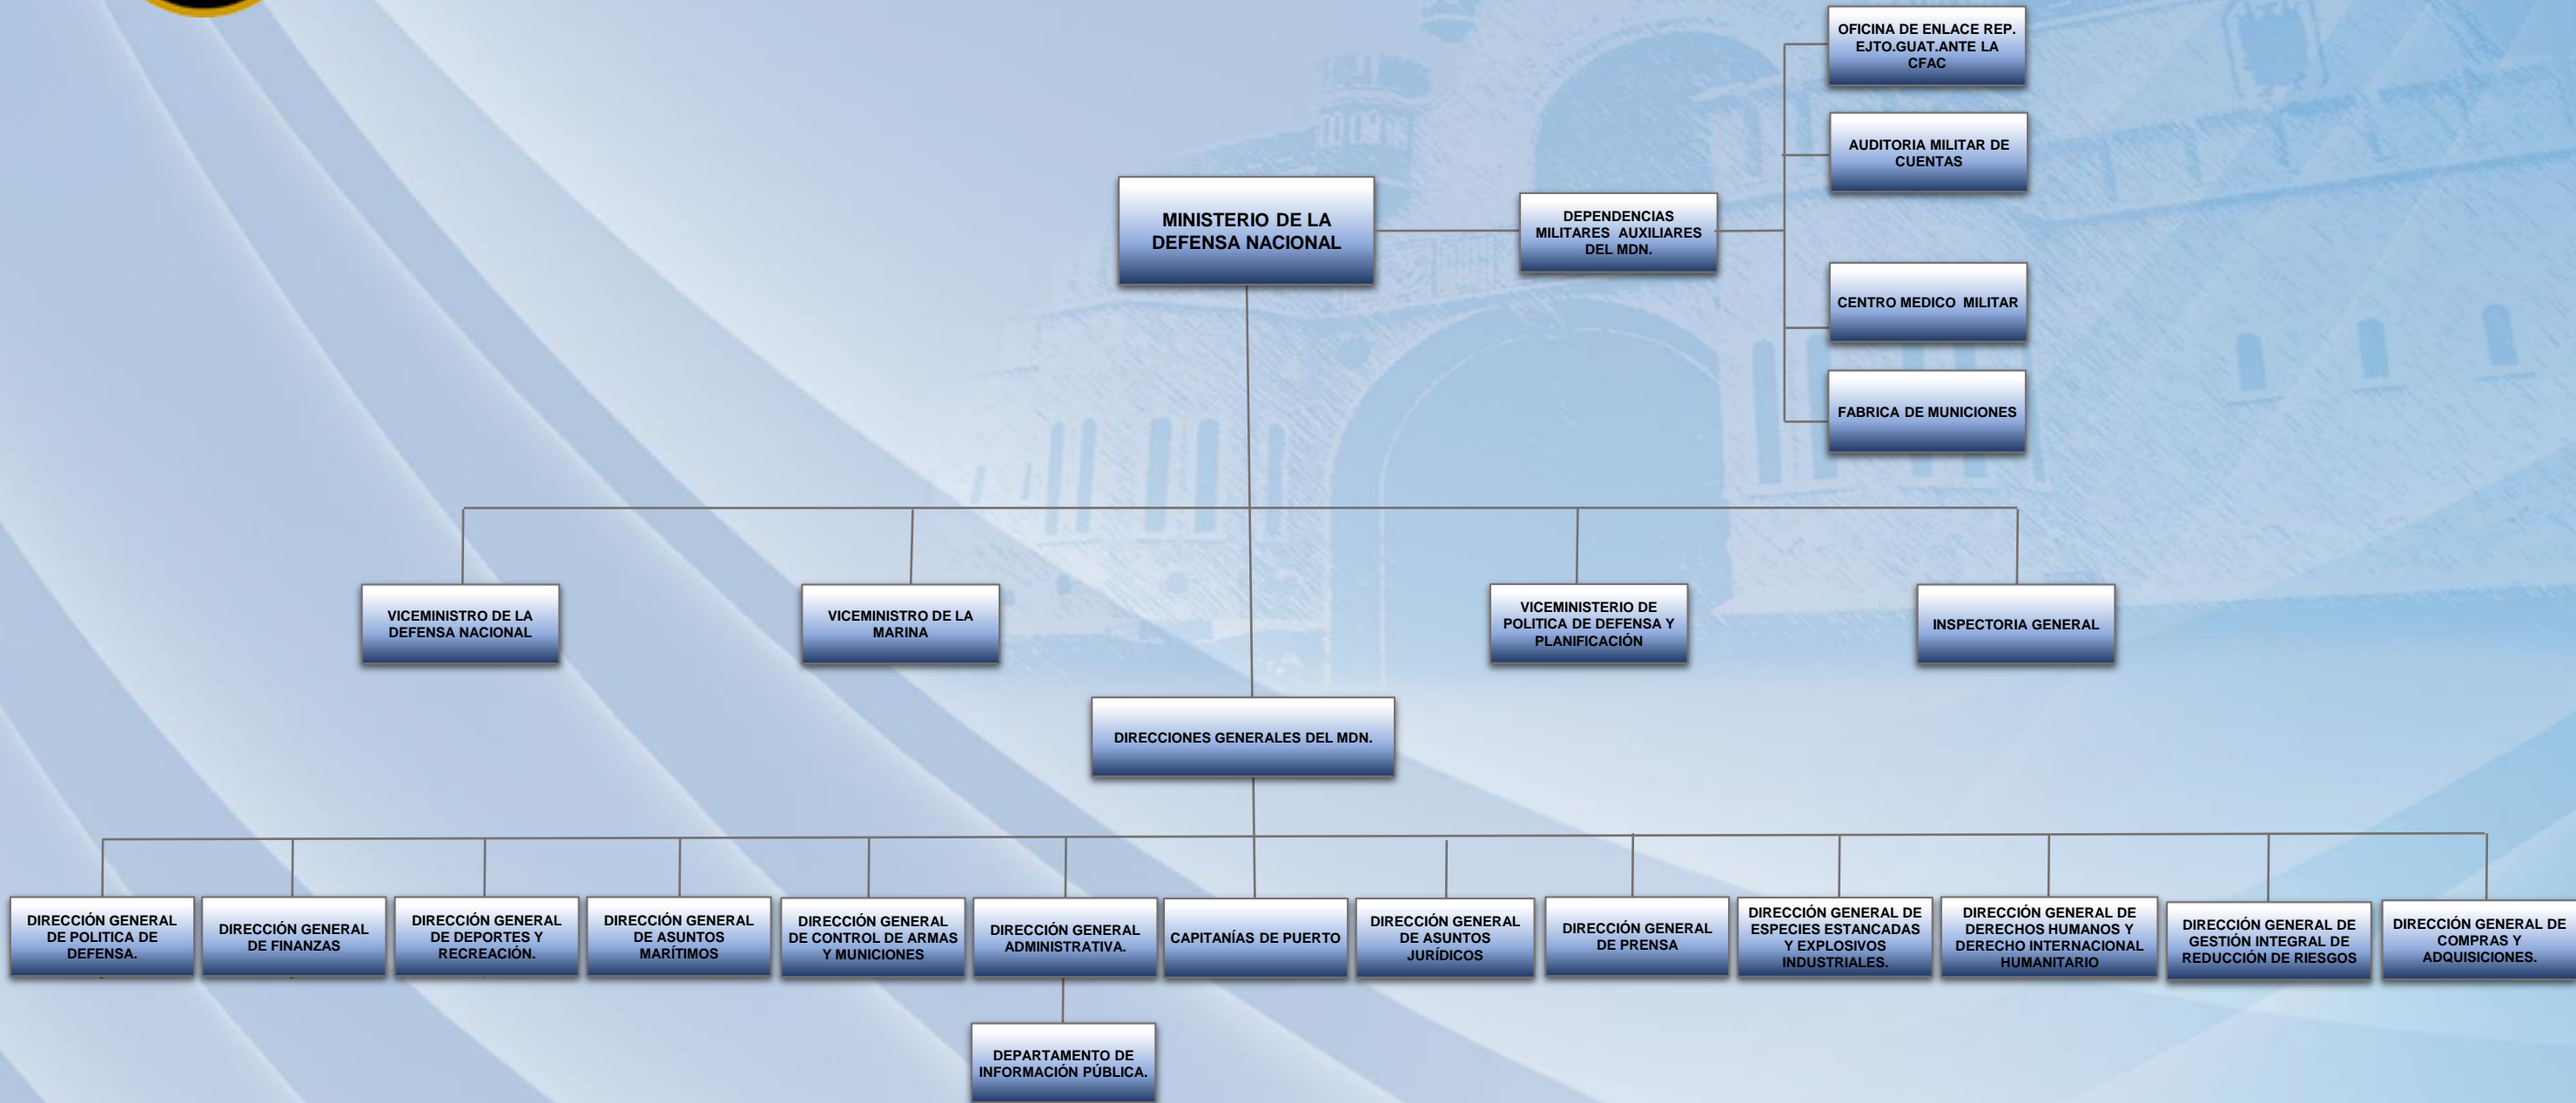 OFICINA DE ENLACE REP.
EJTO.GUAT.ANTE LA
CFAC
AUDITORIA MILITAR DE
CUENTAS
MINISTERIO DE LA
DEFENSA NACIONAL
DEPENDENCIAS
MILITARES AUXILIARES
DEL MDN.
CENTRO MEDICO MILITAR
FABRICA DE MUNICIONES
VICEMINISTRO DE LA
DEFENSA NACIONAL
VICEMINISTRO DE LA
MARINA
VICEMINISTERIO DE
POLITICA DE DEFENSA Y
PLANIFICACIÓN
INSPECTORIA GENERAL
DIRECCIONES GENERALES DEL MDN.
DIRECCIÓN GENERAL
DE POLITICA DE
DEFENSA.
DIRECCIÓN GENERAL
DE FINANZAS
DIRECCIÓN GENERAL
DE DEPORTES Y
RECREACIÓN.
DIRECCIÓN GENERAL
DE ASUNTOS
MARÍTIMOS
DIRECCIÓN GENERAL
DE CONTROL DE ARMAS
Y MUNICIONES
DIRECCIÓN GENERAL
ADMINISTRATIVA.
CAPITANÍAS DE PUERTO
DIRECCIÓN GENERAL
DE ASUNTOS
JURÍDICOS
DIRECCIÓN GENERAL
DE PRENSA
DIRECCIÓN GENERAL DE
ESPECIES ESTANCADAS
Y EXPLOSIVOS
INDUSTRIALES.
DIRECCIÓN GENERAL DE
DERECHOS HUMANOS Y
DERECHO INTERNACIONAL
HUMANITARIO
DIRECCIÓN GENERAL DE
GESTIÓN INTEGRAL DE
REDUCCIÓN DE RIESGOS
DIRECCIÓN GENERAL DE
COMPRAS Y
ADQUISICIONES.
DEPARTAMENTO DE
INFORMACIÓN PÚBLICA.